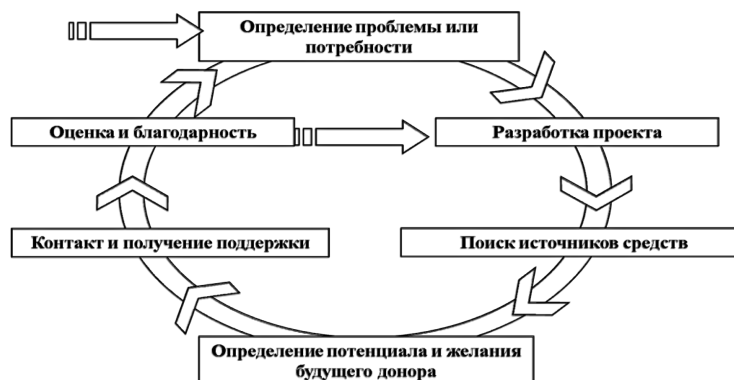 Определение проблемы или
потребности
Оценка и благодарность
Разработка проекта
Контакт и получение поддержки
Поиск источников средств
Определение потенциала и желания
будущего донора